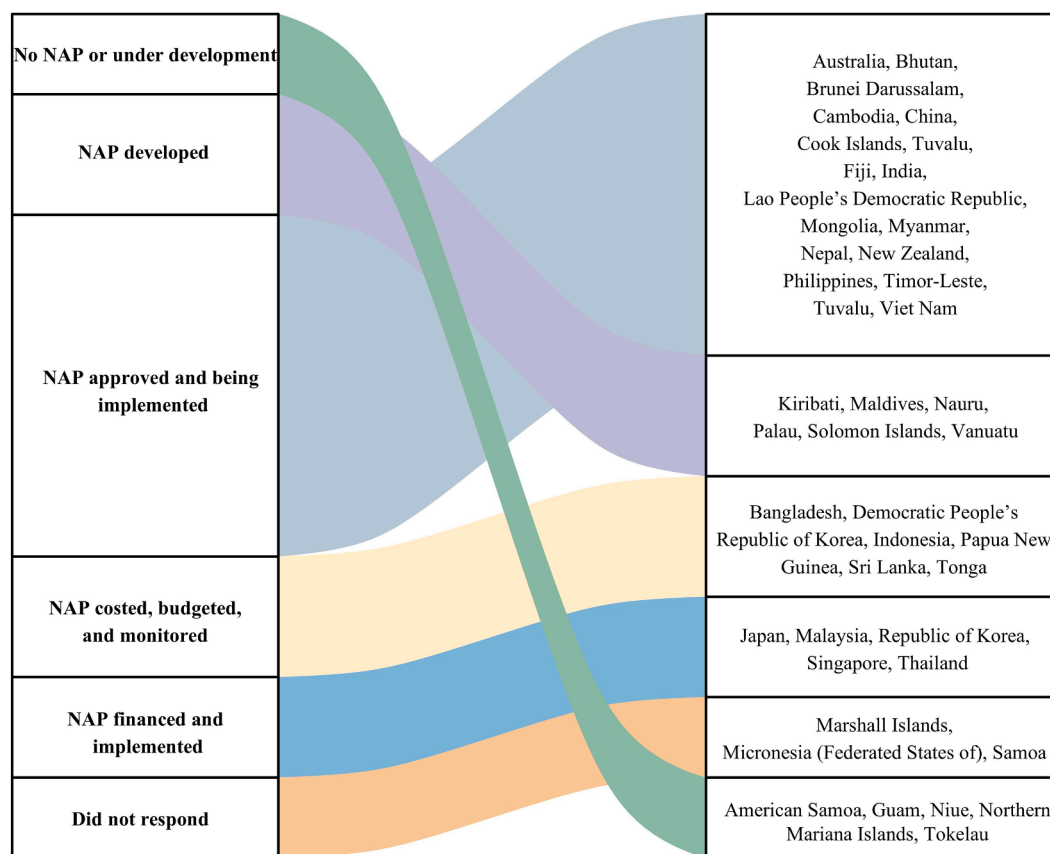 No NAP or under development
NAP developed
NAP approved and being
implemented
NAP costed, budgeted,
and monitored
NAP financed and
implemented
Did not respond
Australia, Bhutan,
Brunei Darussalam,
Cambodia, China,
Cook Islands, Tuvalu,
Fiji, India,
Lao People’s Democratic Republic,
Mongolia, Myanmar,
Nepal, New Zealand,
Philippines, Timor-Leste,
Tuvalu, Viet Nam
Kiribati, Maldives, Nauru,
Palau, Solomon Islands, Vanuatu
Bangladesh, Democratic People’s
Republic of Korea, Indonesia, Papua New
Guinea, Sri Lanka, Tonga
Japan, Malaysia, Republic of Korea,
Singapore, Thailand
Marshall Islands,
Micronesia (Federated States of), Samoa
American Samoa, Guam, Niue, Northern
Mariana Islands, Tokelau